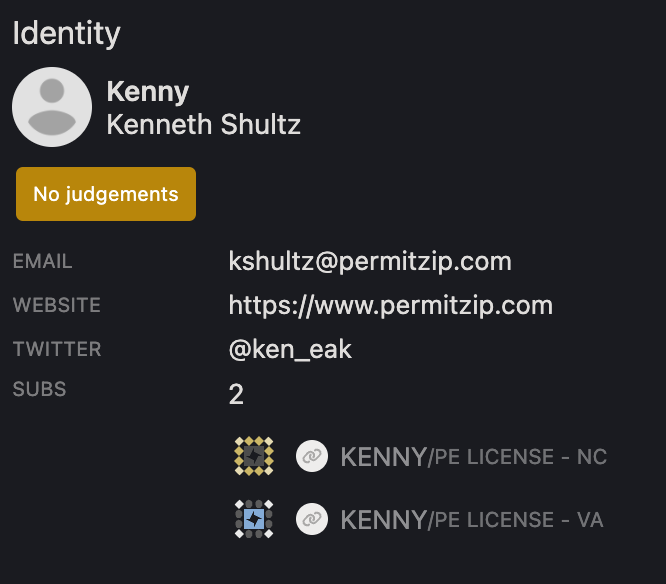 Identity
Kenny
Kenneth Shultz
No judgements
EMAIL kshultz@permitzip.com
WEBSITE https://www.permitzip.com
TWITTER @ken_eak
SUBS 2
KENNY/PE LICENSE - NC
KENNY/PE LICENSE - VA